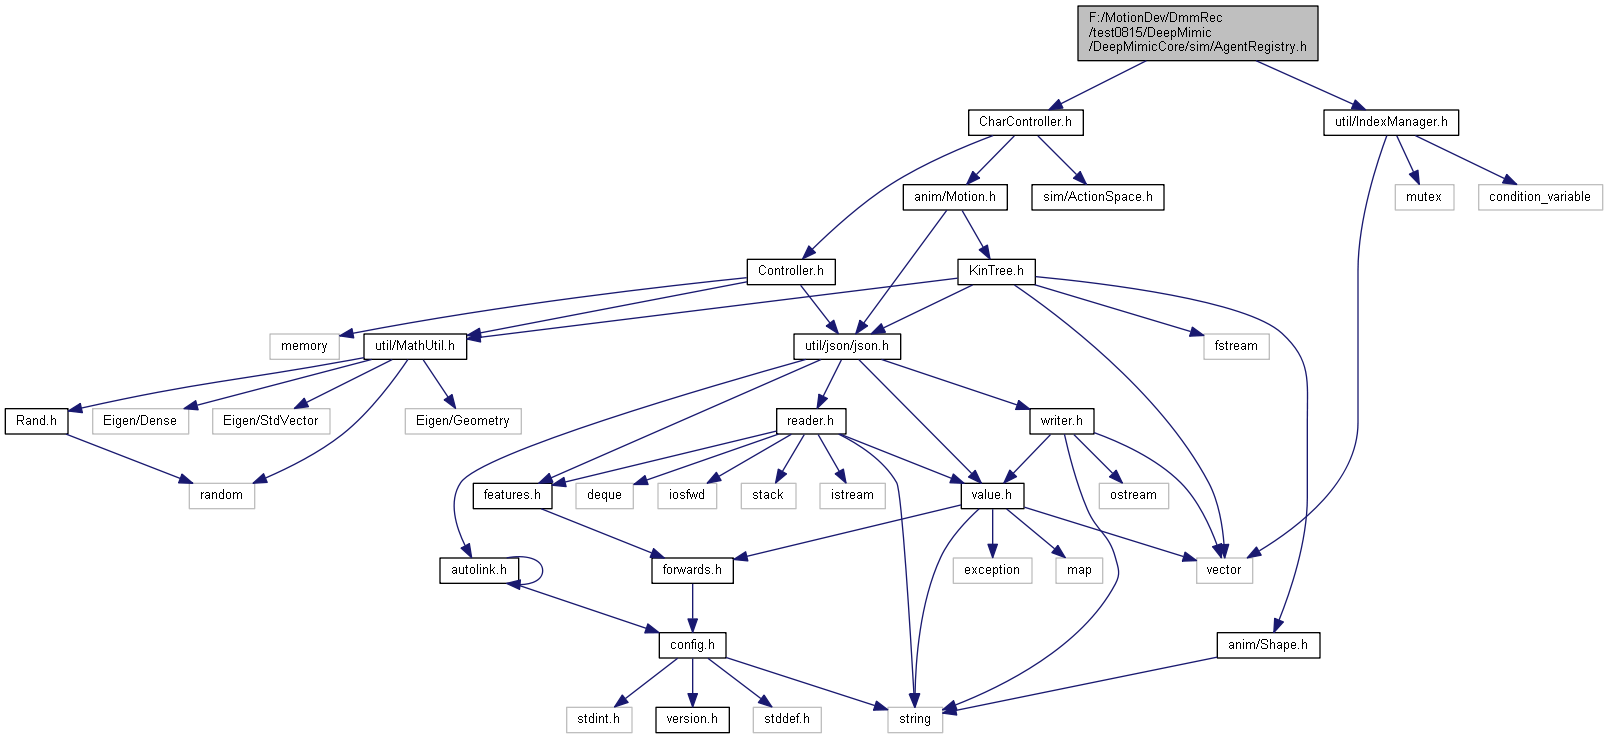 F:/MotionDev/DmmRec
/test0815/DeepMimic
/DeepMimicCore/sim/AgentRegistry.h
CharController.h
util/IndexManager.h
anim/Motion.h
sim/ActionSpace.h
mutex
condition_variable
Controller.h
KinTree.h
memory
util/MathUtil.h
util/json/json.h
fstream
Rand.h
Eigen/Dense
Eigen/StdVector
Eigen/Geometry
reader.h
writer.h
random
features.h
deque
iosfwd
stack
istream
value.h
ostream
autolink.h
forwards.h
exception
map
vector
config.h
anim/Shape.h
stdint.h
version.h
stddef.h
string